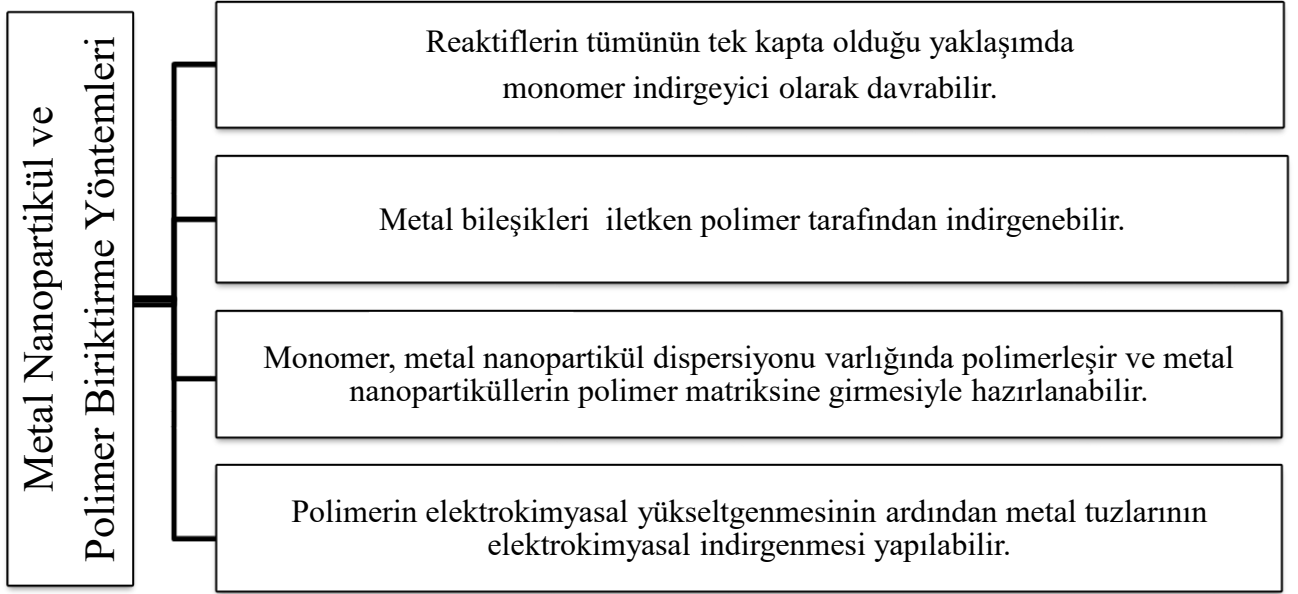 Metal Nanopartikül ve
Polimer Biriktirme Yöntemleri
Reaktiflerin tümünün tek kapta olduğu yaklaşımda
monomer indirgeyici olarak davrabilir.
Metal bileşikleri iletken polimer tarafından indirgenebilir.
Monomer, metal nanopartikül dispersiyonu varlığında polimerleşir ve metal
nanopartiküllerin polimer matriksine girmesiyle hazırlanabilir.
Polimerin elektrokimyasal yükseltgenmesinin ardından metal tuzlarının
elektrokimyasal indirgenmesi yapılabilir.